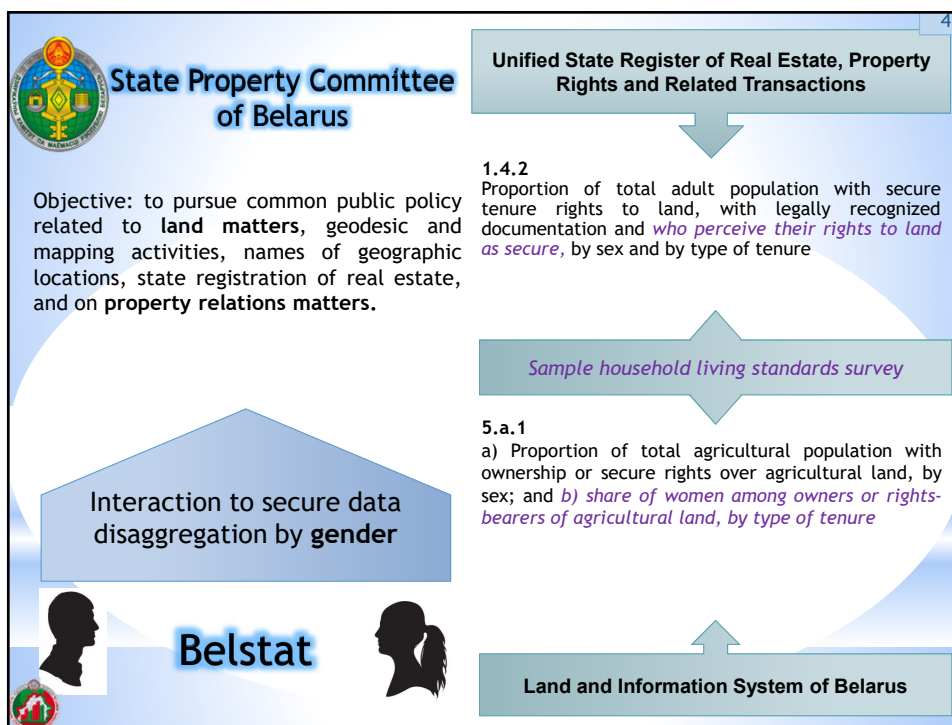 4
State Property Committee
of Belarus
Objective: to pursue common public policy
related to land matters, geodesic and
mapping activities, names of geographic
locations, state registration of real estate,
and on property relations matters.
Interaction to secure data
disaggregation by gender
Belstat
Unified State Register of Real Estate, Property
Rights and Related Transactions
1.4.2
Proportion of total adult population with secure
tenure rights to land, with legally recognized
documentation and who perceive their rights to land
as secure, by sex and by type of tenure
Sample household living standards survey
5.a.1
a) Proportion of total agricultural population with
ownership or secure rights over agricultural land, by
sex; and b) share of women among owners or rights-
bearers of agricultural land, by type of tenure
Land and Information System of Belarus